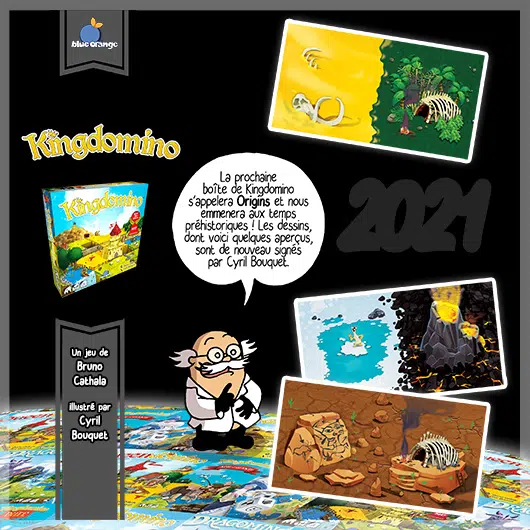 blue orange
Kingdomino
Kingdomino
La prochaine
boîte de Kingdomino
s'appelera Origins et nous
emmenera aux temps
préhistoriques ! Les dessins,
dont voici quelques aperçus,
sont de nouveau signés
par Cyril Bouquet.
2021
Un jeu de
Bruno
Cathala
illustré par
Cyril
Bouquet